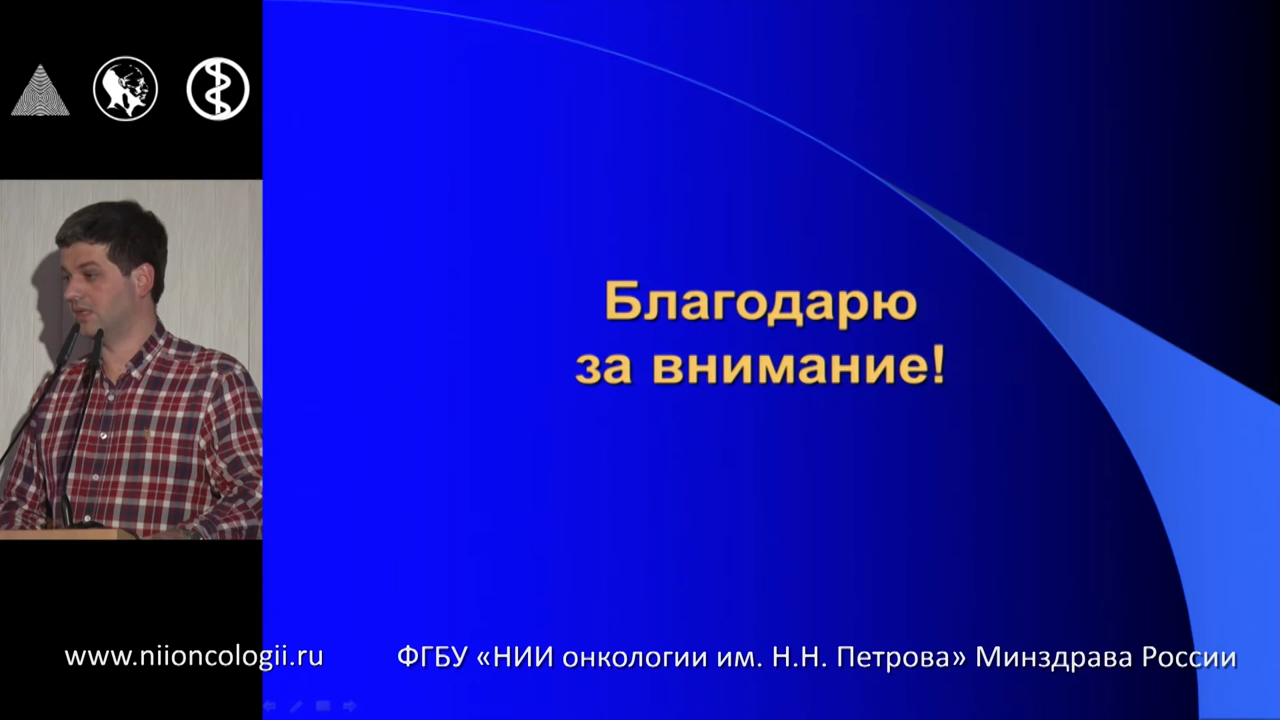 Благодарю
за внимание!
www.niioncologii.ru
ФГБУ «НИИ онкологии им. Н.Н. Петрова» Минздрава России